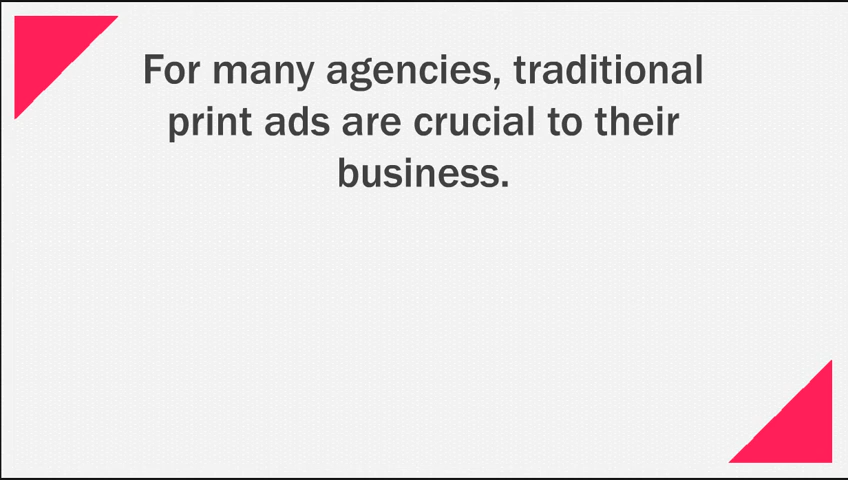 For many agencies, traditional
print ads are crucial to their
business.